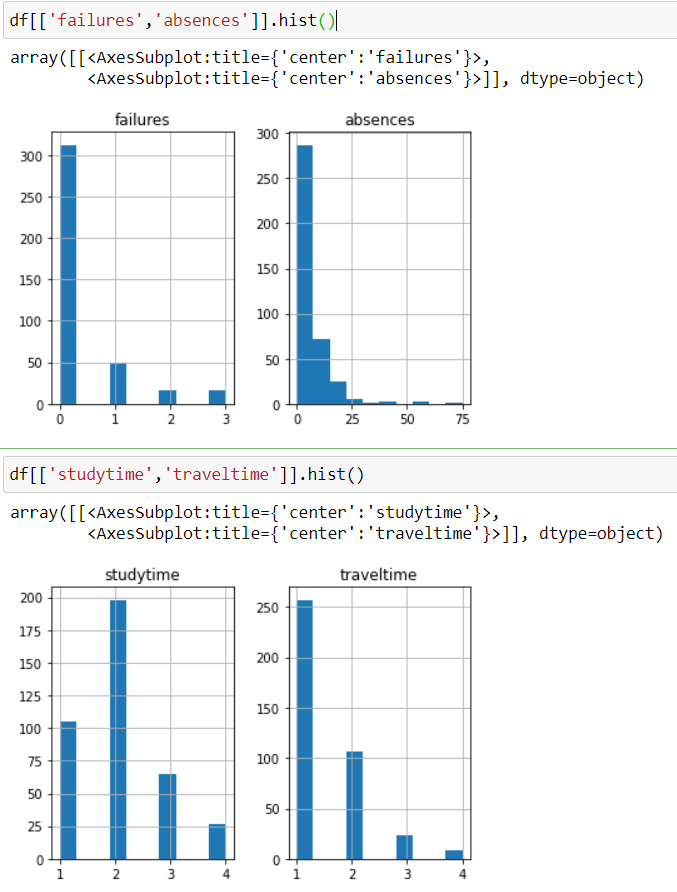 df[['failures','absences']].hist()
array([[<AxesSubplot:title={'center':'failures'}>,
<AxesSubplot:title={'center':'absences'}>]], dtype=object)
failures
absences
300
250
200
150
100
50
0
0 1 2 3
300
250
200
150
100
50
0
0 25 50 75
df[['studytime','traveltime']].hist()
array([[<AxesSubplot:title={'center':'studytime'}>,
<AxesSubplot:title={'center':'traveltime'}>]], dtype=object)
studytime
traveltime
200
175
150
125
100
75
50
25
0
1 2 3 4
250
200
150
100
50
0
1 2 3 4